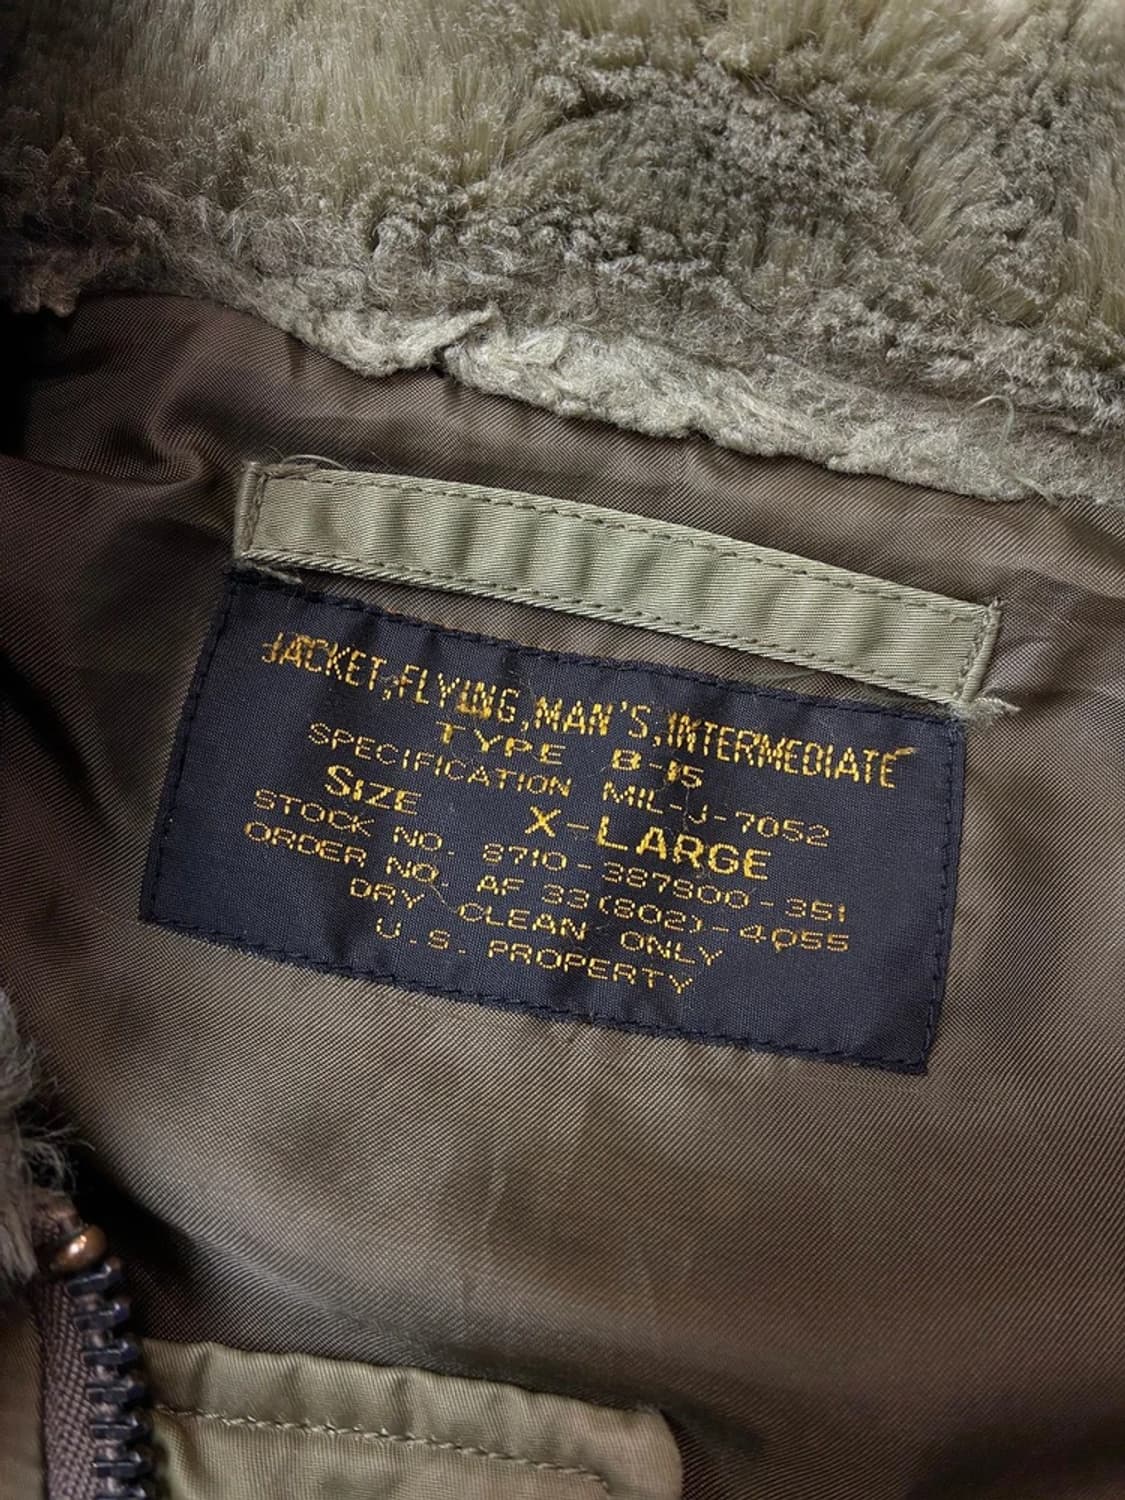 JACKET,FLYING,MAN'S,INTERMEDIATE
TYPE B-15
SPECIFICATION MIL-J-7052
SIZE X-LARGE
STOCK NO. 8710-387900-351
ORDER NO. AF 33(602)-4055
DRY CLEAN ONLY
U.S. PROPERTY